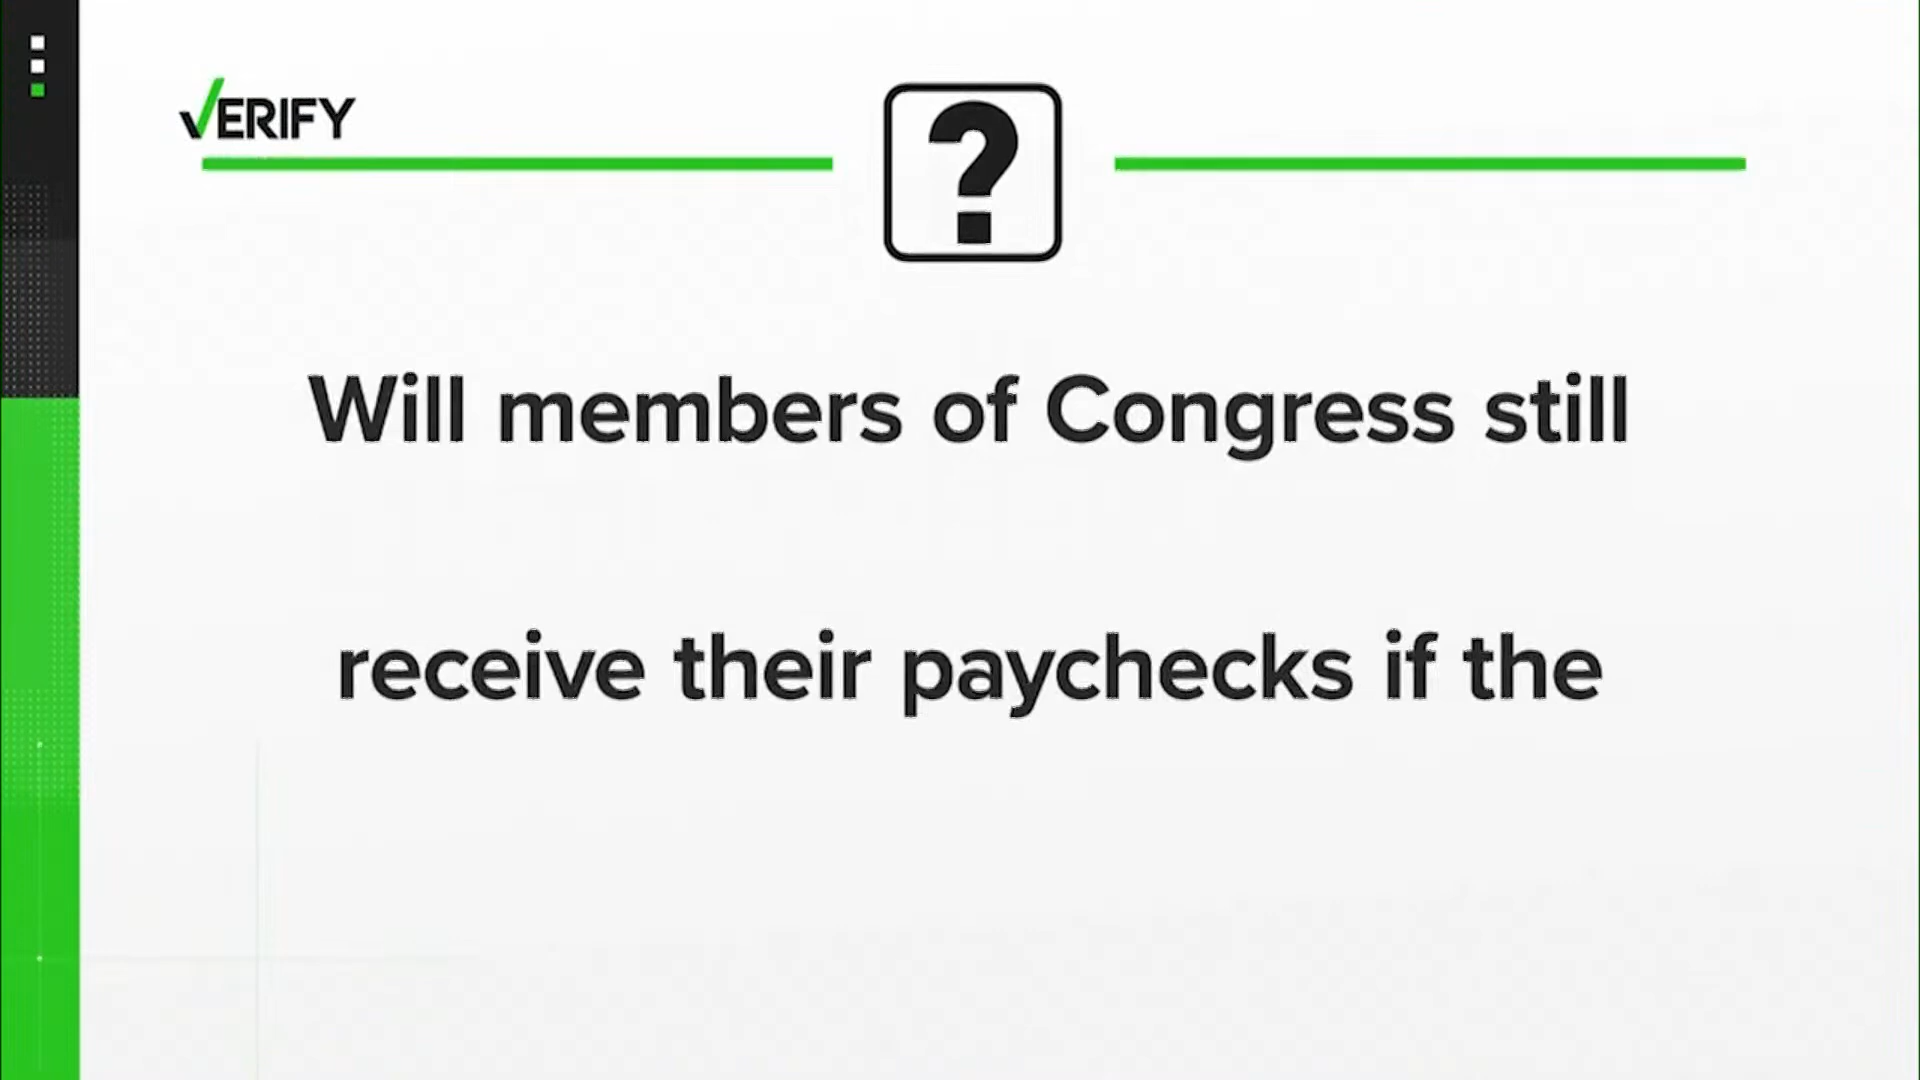 VERIFY
?
Will members of Congress still
receive their paychecks if the